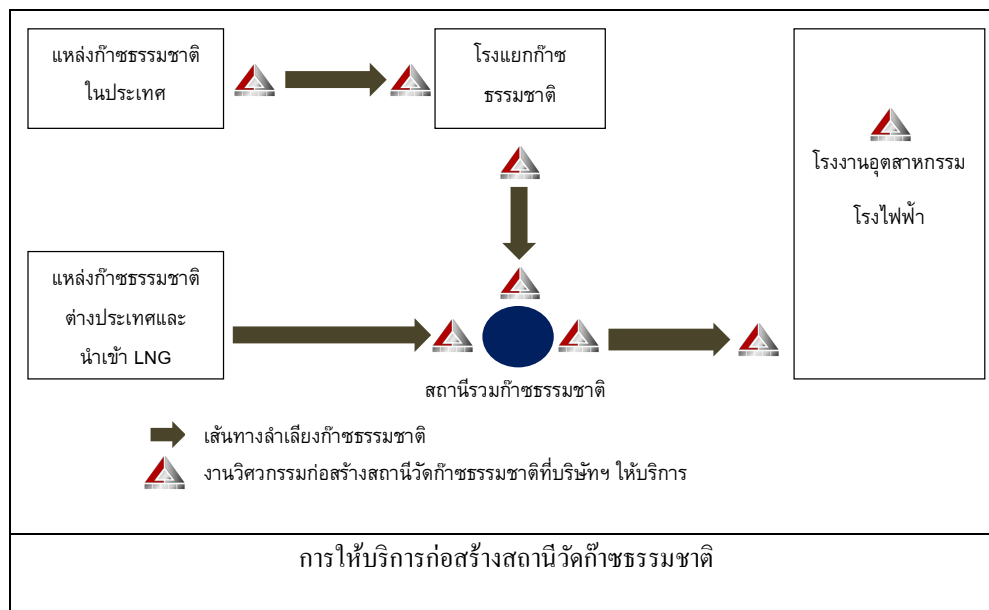 แหล่งก๊าซธรรมชาติ
ในประเทศ
โรงแยกก๊าซ
ธรรมชาติ
โรงงานอุตสาหกรรม
โรงไฟฟ้า
แหล่งก๊าซธรรมชาติ
ต่างประเทศและ
นำเข้า LNG
สถานีรวมก๊าซธรรมชาติ
เส้นทางลำเลียงก๊าซธรรมชาติ
งานวิศวกรรมก่อสร้างสถานีวัดก๊าซธรรมชาติที่บริษัทฯ ให้บริการ
การให้บริการก่อสร้างสถานีวัดก๊าซธรรมชาติ